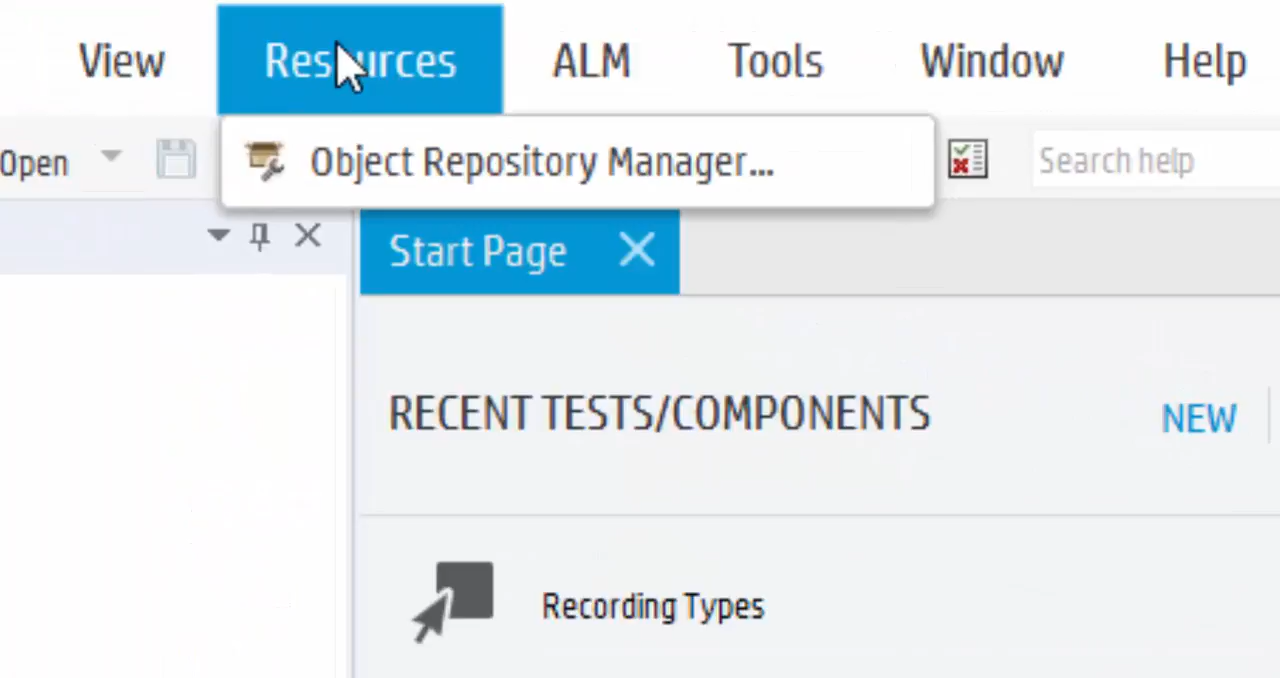 View Resources ALM Tools Window Help
Open Object Repository Manager... Search help
Start Page
RECENT TESTS/COMPONENTS NEW
Recording Types